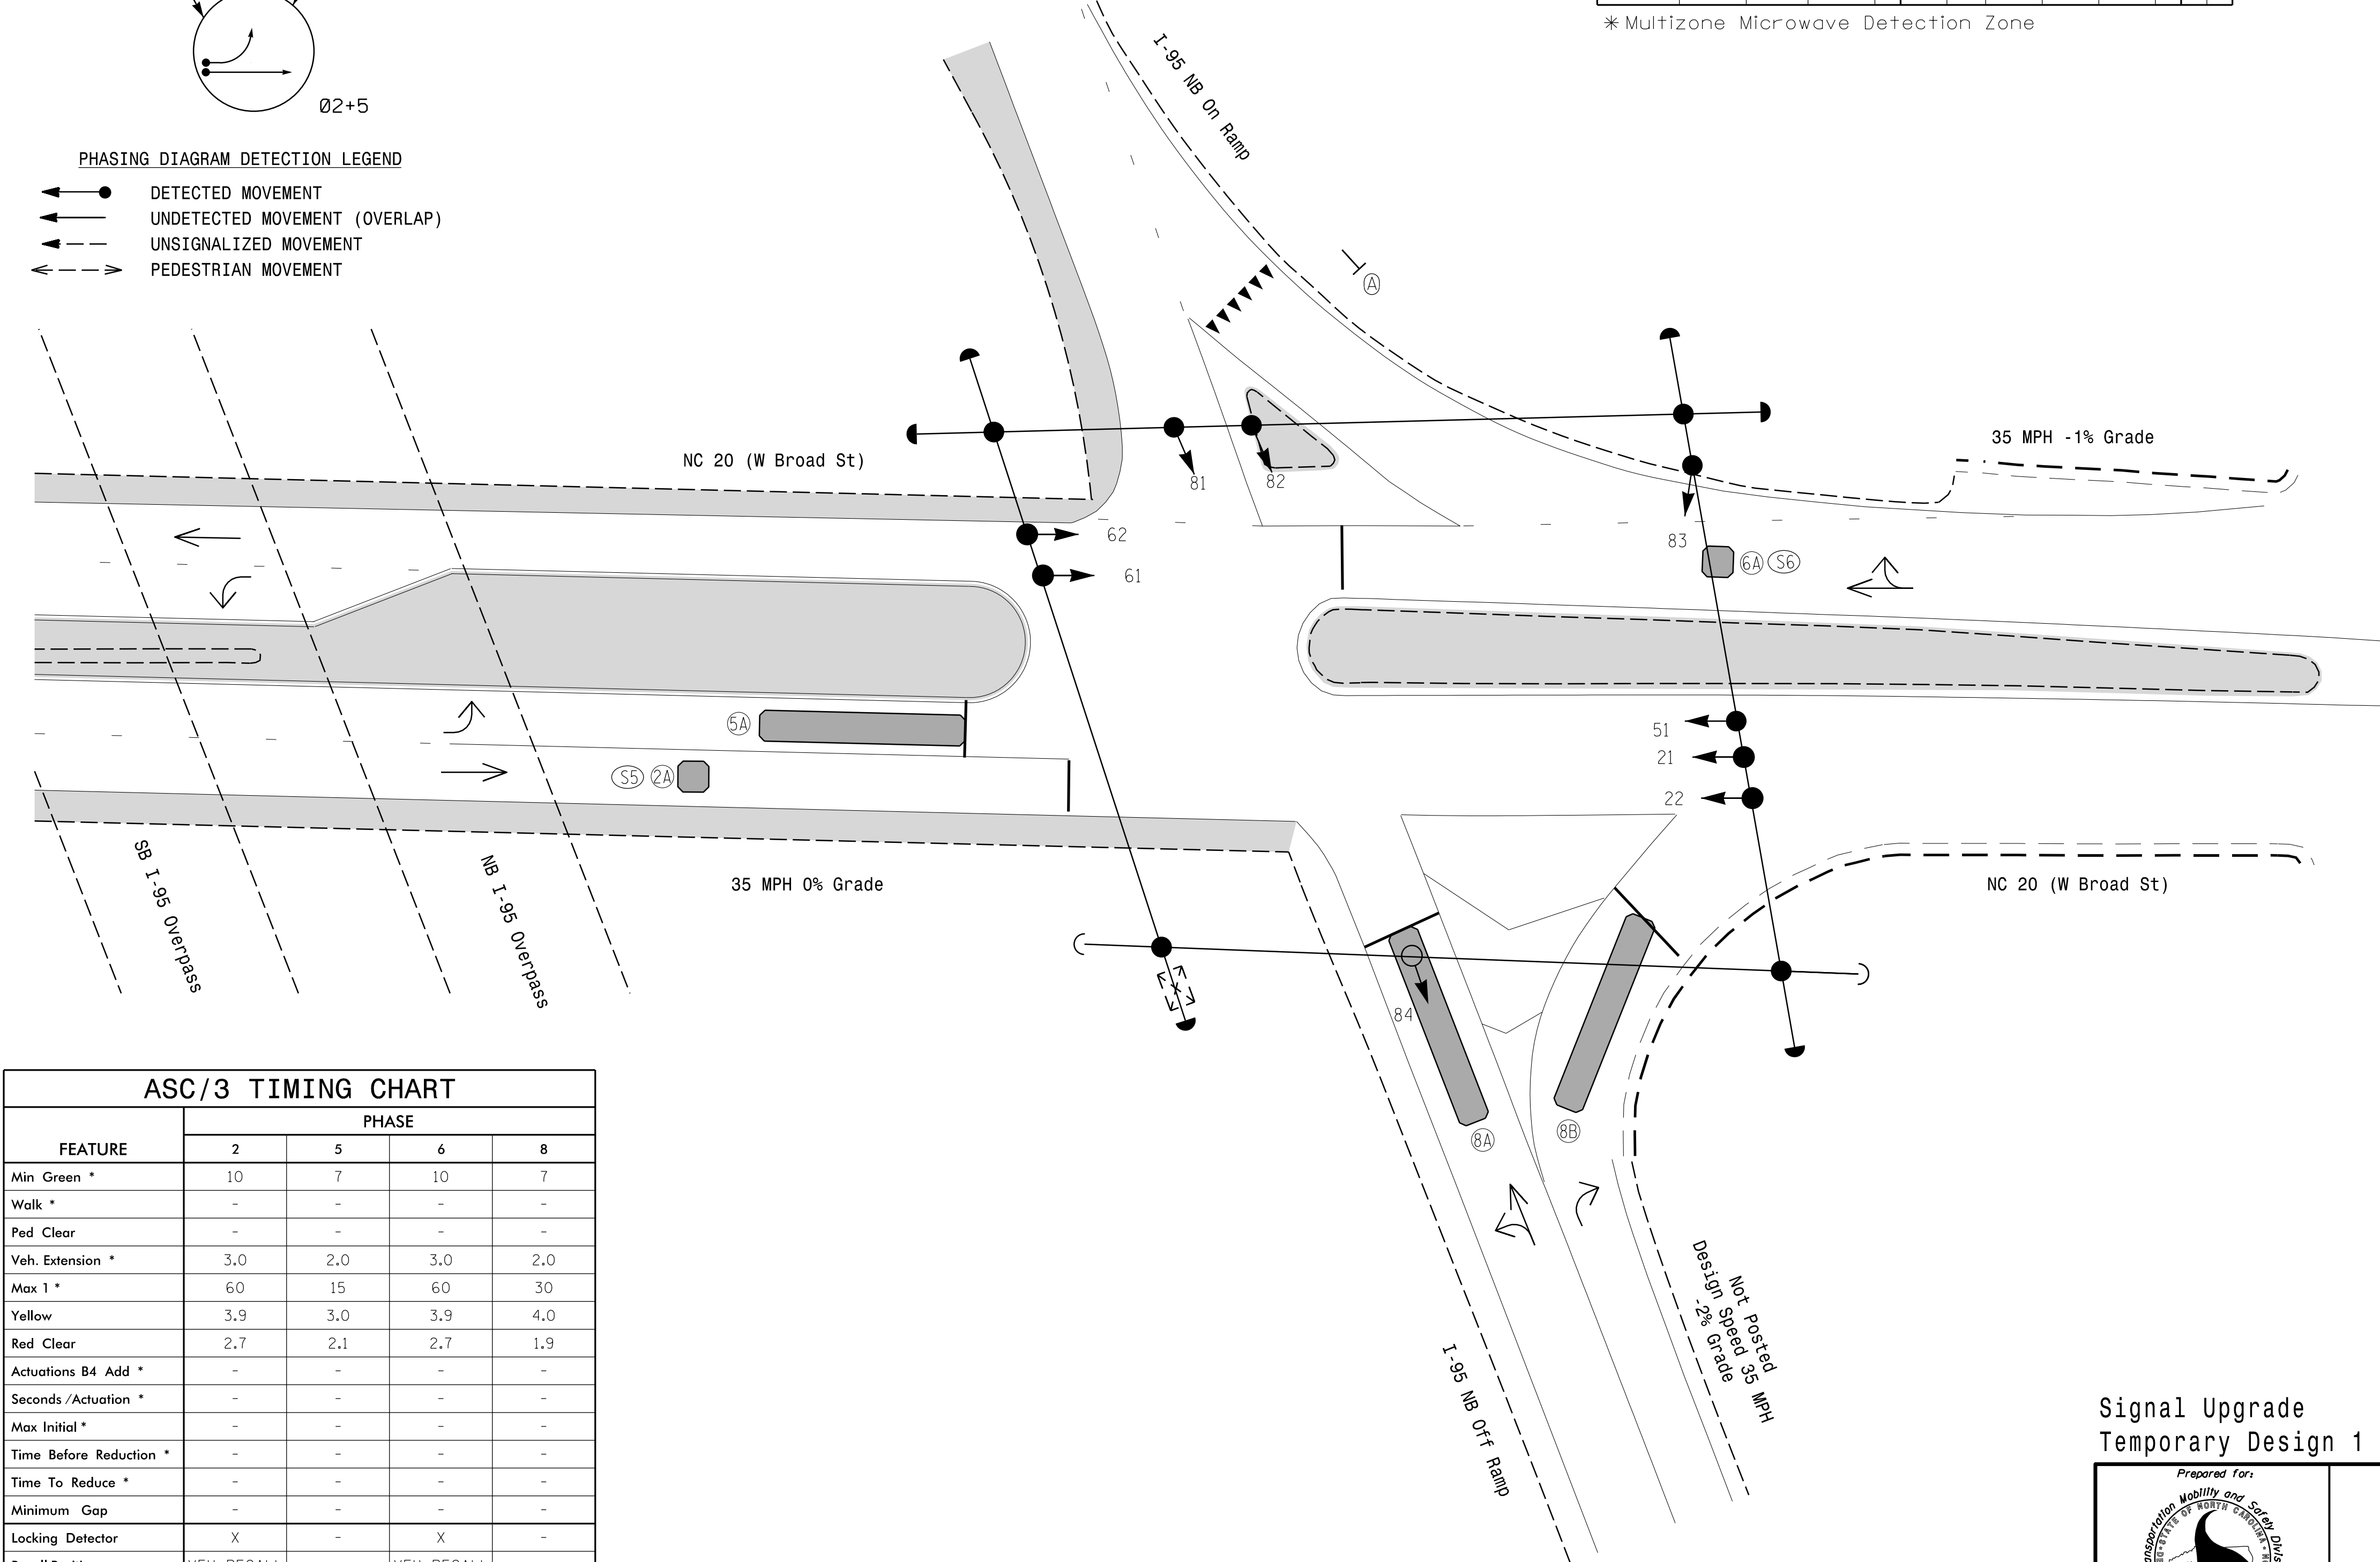 * Multizone Microwave Detection Zone
Ø2+5
PHASING DIAGRAM DETECTION LEGEND
DETECTED MOVEMENT
UNDETECTED MOVEMENT (OVERLAP)
UNSIGNALIZED MOVEMENT
PEDESTRIAN MOVEMENT
I-95 NB On Ramp
A
NC 20 (W Broad St)
35 MPH -1% Grade
81
82
83
62
61
6A S6
5A
S5 2A
51
21
22
SB I-95 Overpass
NB I-95 Overpass
35 MPH 0% Grade
NC 20 (W Broad St)
84
8A
8B
Not Posted
Design Speed 35 MPH
-2% Grade
I-95 NB Off Ramp
ASC/3 TIMING CHART
PHASE
FEATURE 2 5 6 8
Min Green * 10 7 10 7
Walk * - - - -
Ped Clear - - - -
Veh. Extension * 3.0 2.0 3.0 2.0
Max 1 * 60 15 60 30
Yellow 3.9 3.0 3.9 4.0
Red Clear 2.7 2.1 2.7 1.9
Actuations B4 Add * - - - -
Seconds /Actuation * - - - -
Max Initial * - - - -
Time Before Reduction * - - - -
Time To Reduce * - - - -
Minimum Gap - - - -
Locking Detector X - X -
Signal Upgrade
Temporary Design 1
Prepared for:
Mobility and Safety
STATE OF NORTH CAROLINA